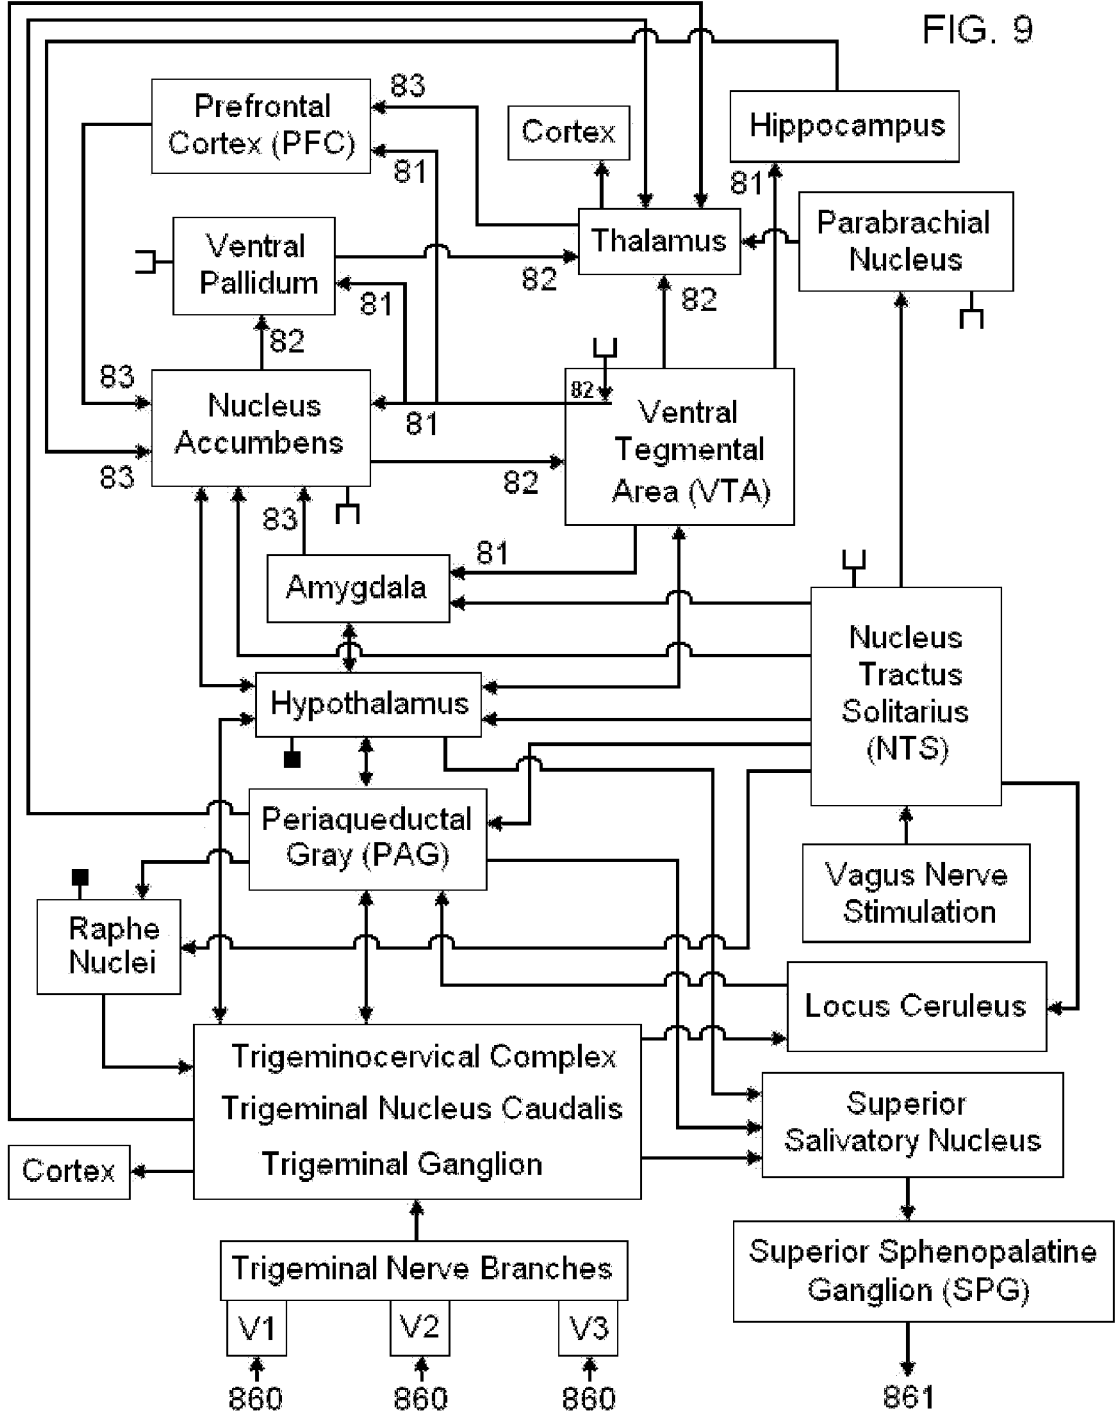 FIG. 9
83
Prefrontal
Cortex (PFC)
81
Cortex
Hippocampus
81
Parabrachial
Nucleus
Thalamus
Ventral
Pallidum
82
81
82
82
83
Nucleus
Accumbens
81
82
Ventral
Tegmental
Area (VTA)
83
82
83
81
Amygdala
Nucleus
Tractus
Solitarius
(NTS)
Hypothalamus
Periaqueductal
Gray (PAG)
Vagus Nerve
Stimulation
Raphe
Nuclei
Locus Ceruleus
Trigeminocervical Complex
Trigeminal Nucleus Caudalis
Trigeminal Ganglion
Superior
Salivatory Nucleus
Cortex
Trigeminal Nerve Branches
Superior Sphenopalatine
Ganglion (SPG)
V1
V2
V3
860
860
860
861